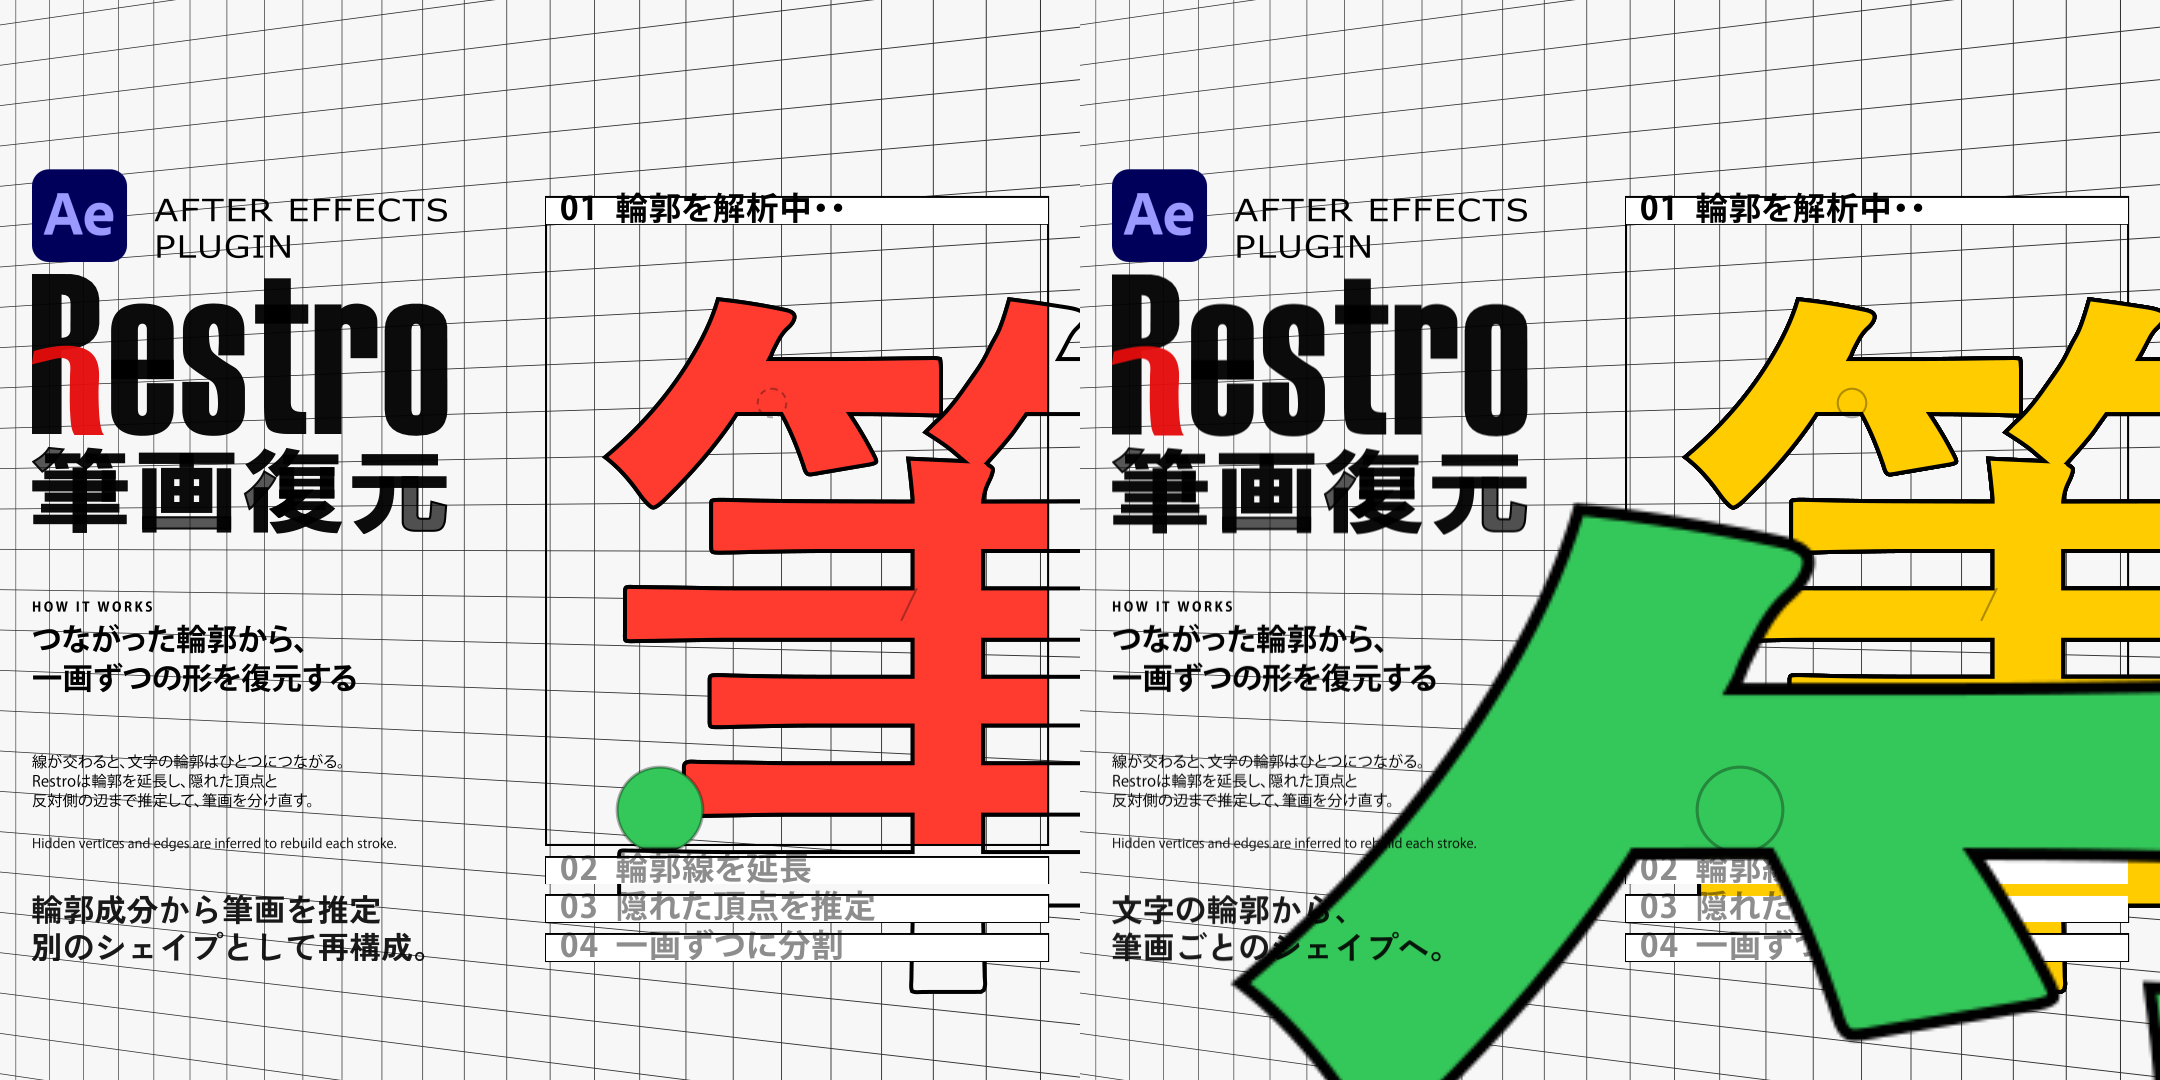 Ae
AFTER EFFECTS
PLUGIN
Restro
筆画復元
HOW IT WORKS
つながった輪郭から、
一画ずつの形を復元する
線が交わると、文字の輪郭はひとつにつながる。
Restroは輪郭を延長し、隠れた頂点と
反対側の辺まで推定して、筆画を分け直す。
Hidden vertices and edges are inferred to rebuild each stroke.
輪郭成分から筆画を推定
別のシェイプとして再構成。
01 輪郭を解析中••
02 輪郭線を延長
03 隠れた頂点を推定
04 一画ずつに分割
Ae
AFTER EFFECTS
PLUGIN
Restro
筆画復元
HOW IT WORKS
つながった輪郭から、
一画ずつの形を復元する
線が交わると、文字の輪郭はひとつにつながる。
Restroは輪郭を延長し、隠れた頂点と
反対側の辺まで推定して、筆画を分け直す。
Hidden vertices and edges are inferred to rebuild each stroke.
文字の輪郭から、
筆画ごとのシェイプへ。
01 輪郭を解析中••
02 輪郭
03 隠れた
04 一画ず